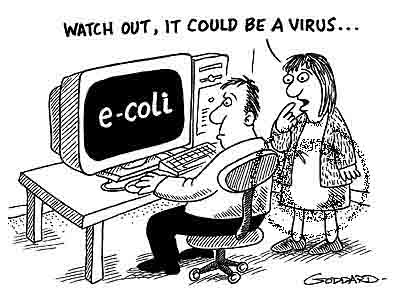 WATCH OUT, IT COULD BE A VIRUS...
e-coli
GODDARD-